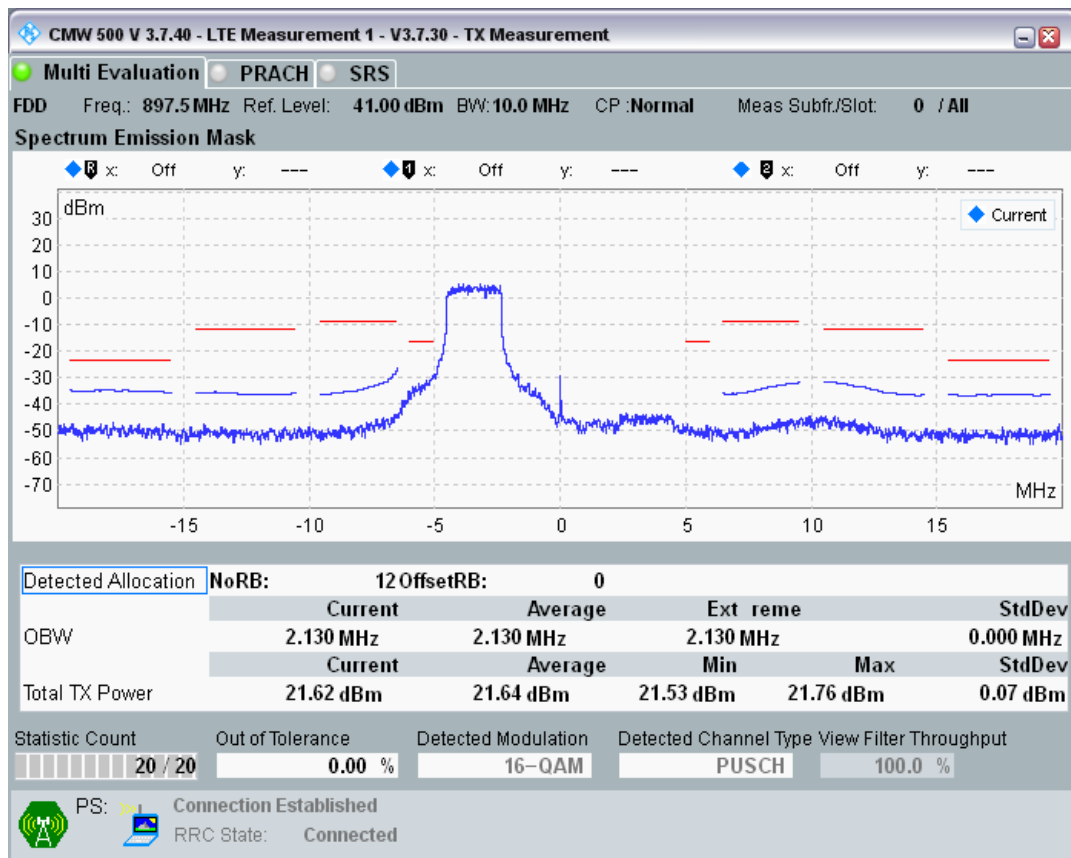 CMW 500 V 3.7.40 - LTE Measurement 1 - V3.7.30 - TX Measurement
Multi Evaluation PRACH SRS
FDD Freq.: 897.5 MHz Ref. Level: 41.00 dBm BW: 10.0 MHz CP :Normal Meas Subfr./Slot: 0 / All
Spectrum Emission Mask
R x: Off y: --- 1 x: Off y: --- 2 x: Off y: ---
dBm
Current
30
20
10
0
-10
-20
-30
-40
-50
-60
-70
MHz
-15 -10 -5 0 5 10 15
Detected Allocation NoRB: 12 OffsetRB: 0
Current Average Ext reme StdDev
OBW 2.130 MHz 2.130 MHz 2.130 MHz 0.000 MHz
Current Average Min Max StdDev
Total TX Power 21.62 dBm 21.64 dBm 21.53 dBm 21.76 dBm 0.07 dBm
Statistic Count Out of Tolerance Detected Modulation Detected Channel Type View Filter Throughput
20 / 20 0.00 % 16-QAM PUSCH 100.0 %
PS: Connection Established
RRC State: Connected